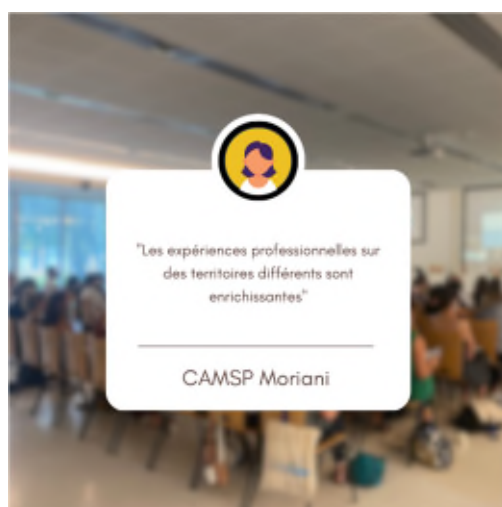 "Les expériences professionnelles sur
des territoires différents sont
enrichissantes"
CAMSP Moriani